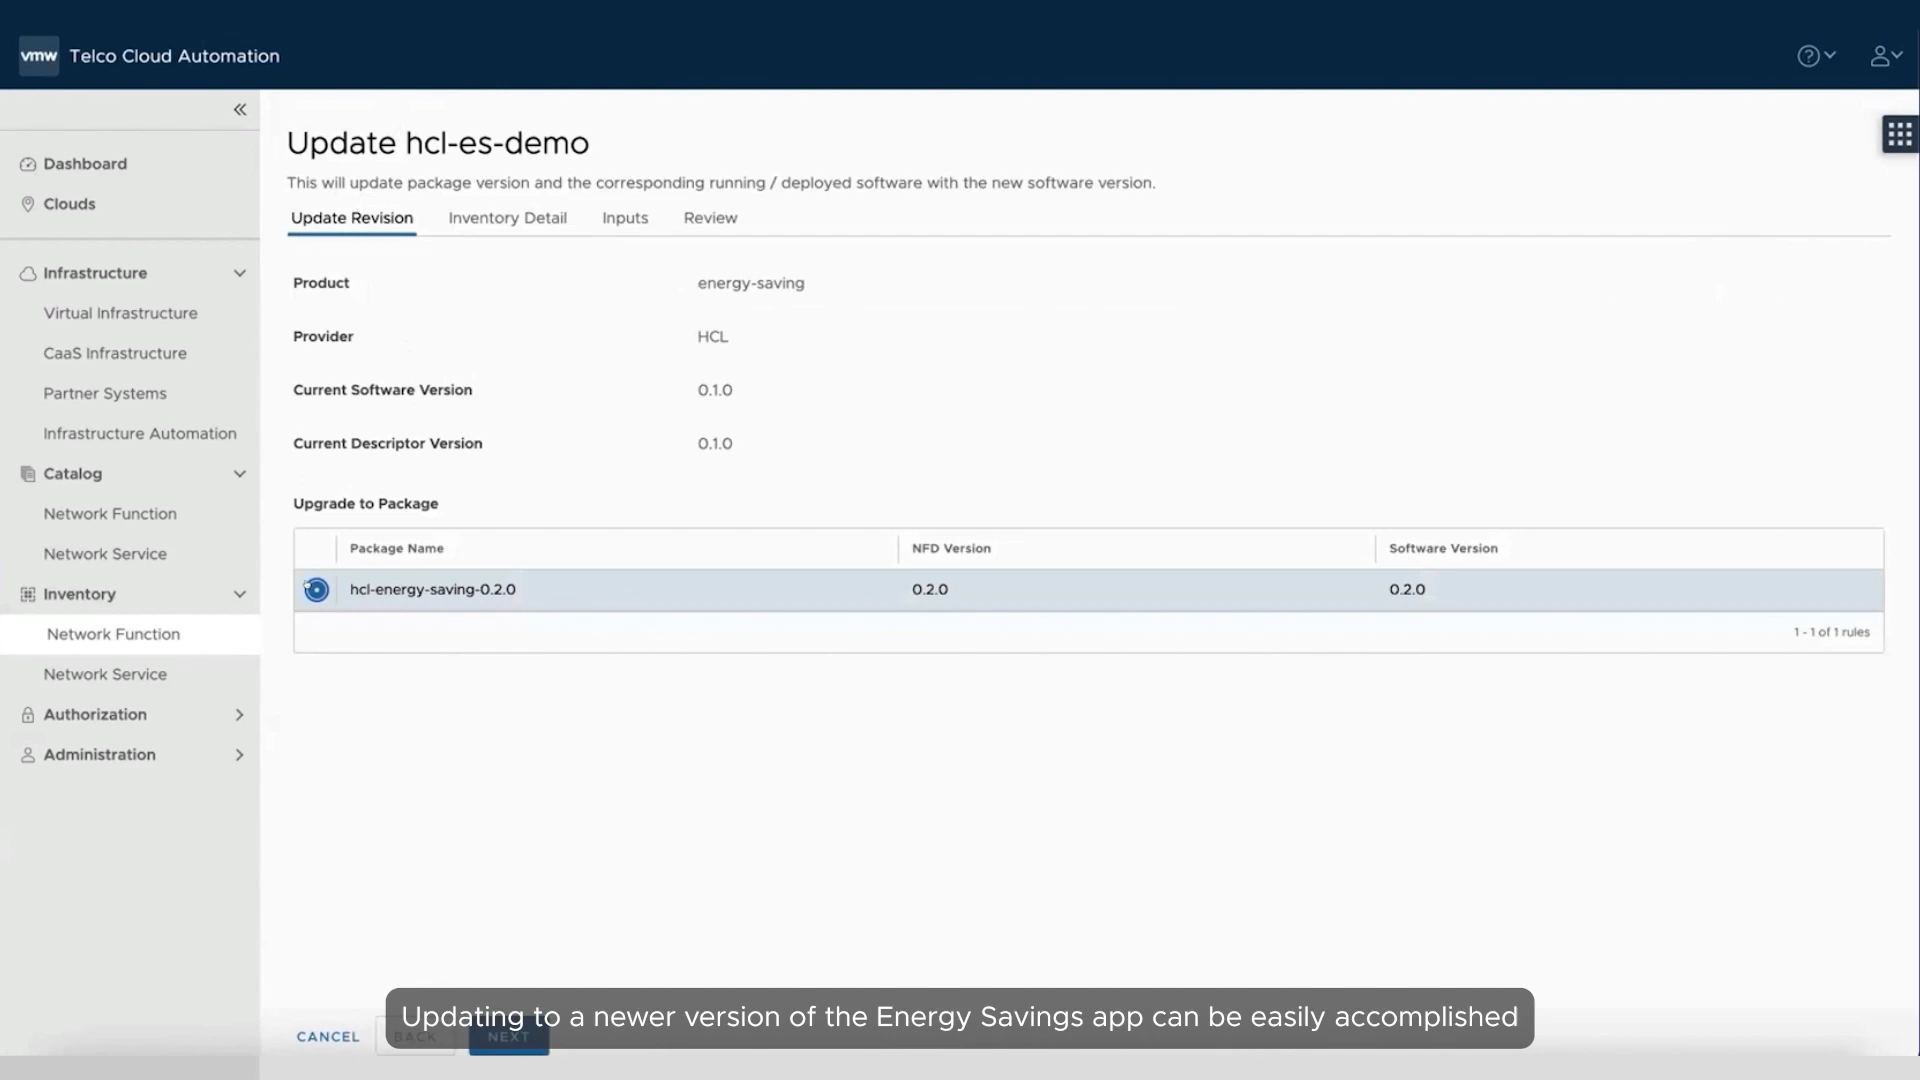 vmw Telco Cloud Automation
Dashboard
Clouds
Infrastructure
Virtual Infrastructure
CaaS Infrastructure
Partner Systems
Infrastructure Automation
Catalog
Network Function
Network Service
Inventory
Network Function
Network Service
Authorization
Administration
Update hcl-es-demo
This will update package version and the corresponding running / deployed software with the new software version.
Update Revision Inventory Detail Inputs Review
Product energy-saving
Provider HCL
Current Software Version 0.1.0
Current Descriptor Version 0.1.0
Upgrade to Package
Package Name NFD Version Software Version
hcl-energy-saving-0.2.0 0.2.0 0.2.0
1 - 1 of 1 rules
Updating to a newer version of the Energy Savings app can be easily accomplished
CANCEL BACK NEXT